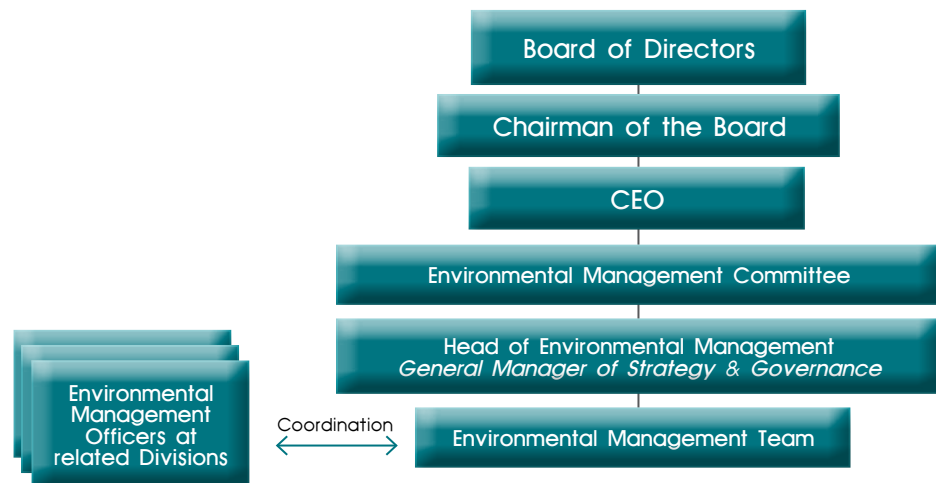 Board of Directors
Chairman of the Board
CEO
Environmental Management Committee
Head of Environmental Management
General Manager of Strategy & Governance
Environmental
Management
Officers at
related Divisions
Coordination
Environmental Management Team